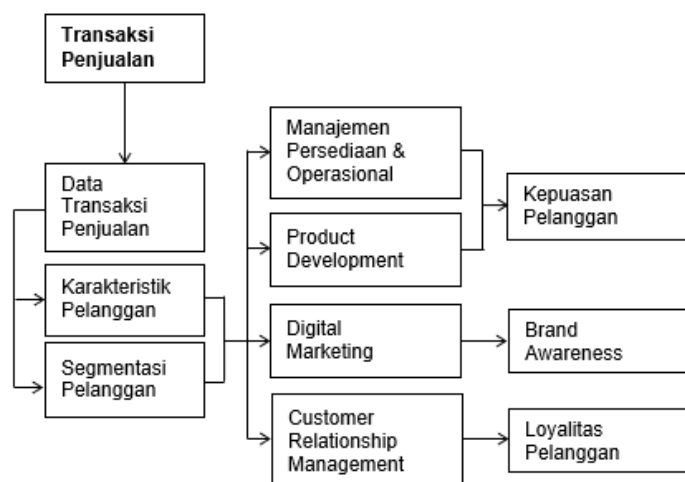 Transaksi
Penjualan
Data
Transaksi
Penjualan
Karakteristik
Pelanggan
Segmentasi
Pelanggan
Manajemen
Persediaan &
Operasional
Product
Development
Digital
Marketing
Customer
Relationship
Management
Kepuasan
Pelanggan
Brand
Awareness
Loyalitas
Pelanggan